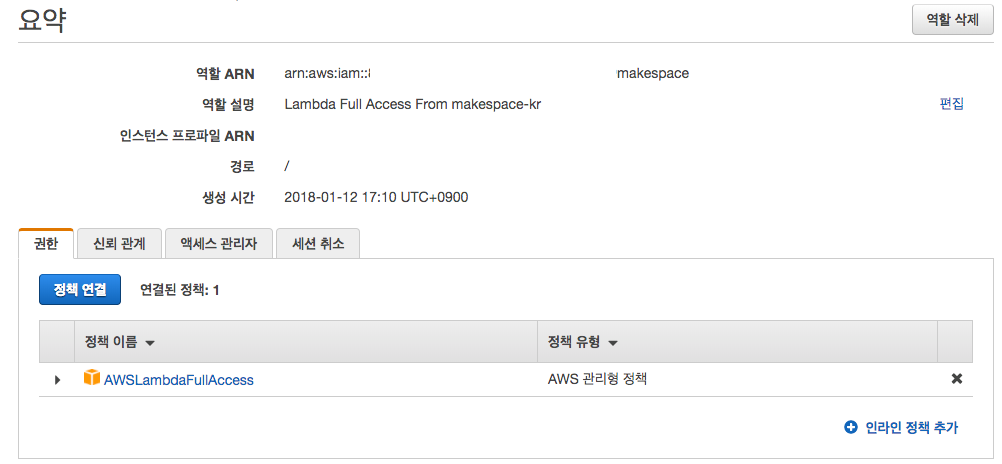 요약
역할 삭제
역할 ARN arn:aws:iam:: makespace
역할 설명 Lambda Full Access From makespace-kr 편집
인스턴스 프로파일 ARN
경로 /
생성 시간 2018-01-12 17:10 UTC+0900
권한 신뢰 관계 액세스 관리자 세션 취소
정책 연결 연결된 정책: 1
정책 이름 정책 유형
AWSLambdaFullAccess AWS 관리형 정책
인라인 정책 추가